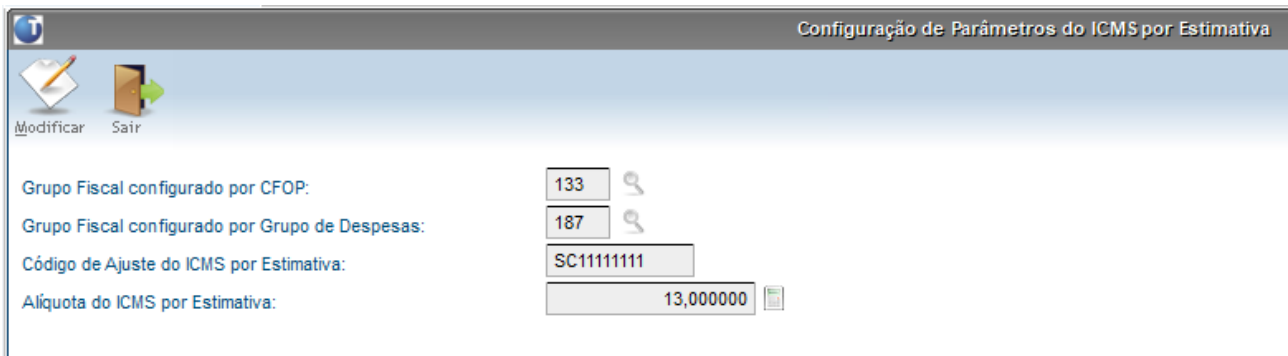 Configuração de Parâmetros do ICMS por Estimativa
Modificar Sair
Grupo Fiscal configurado por CFOP: 133
Grupo Fiscal configurado por Grupo de Despesas: 187
Código de Ajuste do ICMS por Estimativa: SC11111111
Alíquota do ICMS por Estimativa: 13,000000